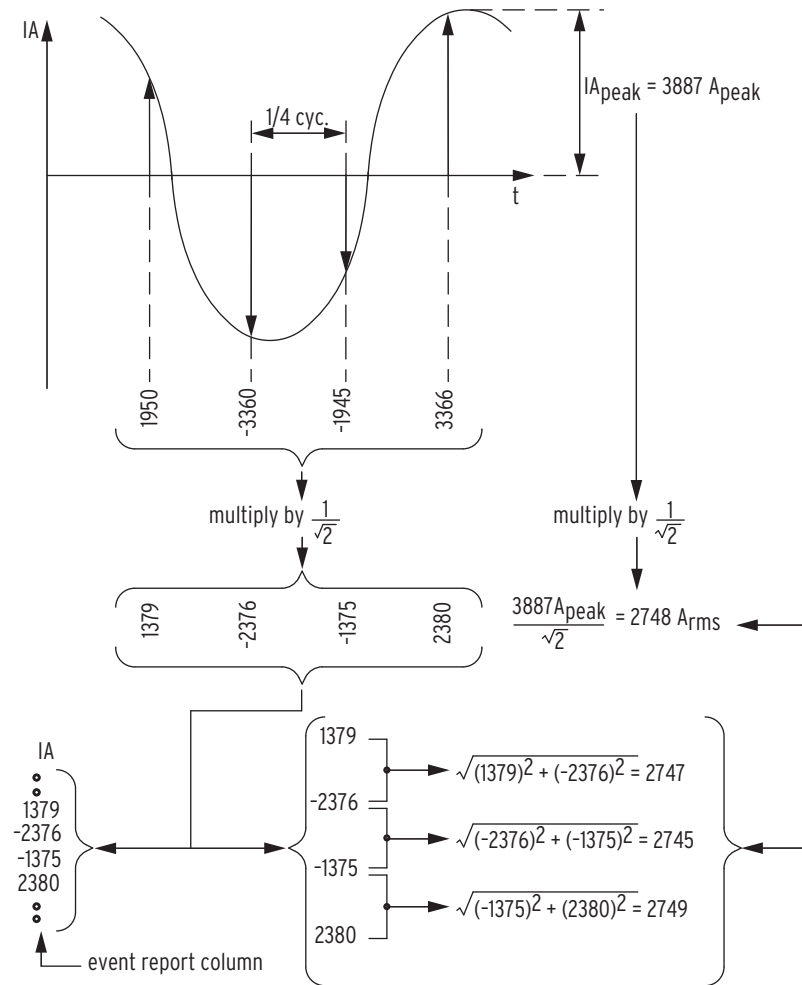 IA
IApeak = 3887 Apeak
1/4 cyc.
t
1950
-3360
-1945
3366
multiply by 1/√2
multiply by 1/√2
1379
-2376
-1375
2380
3887Apeak/√2 = 2748 Arms
IA
1379
-2376
-1375
2380
event report column
1379
-2376
-1375
2380
√(1379)² + (-2376)² = 2747
√(-2376)² + (-1375)² = 2745
√(-1375)² + (2380)² = 2749